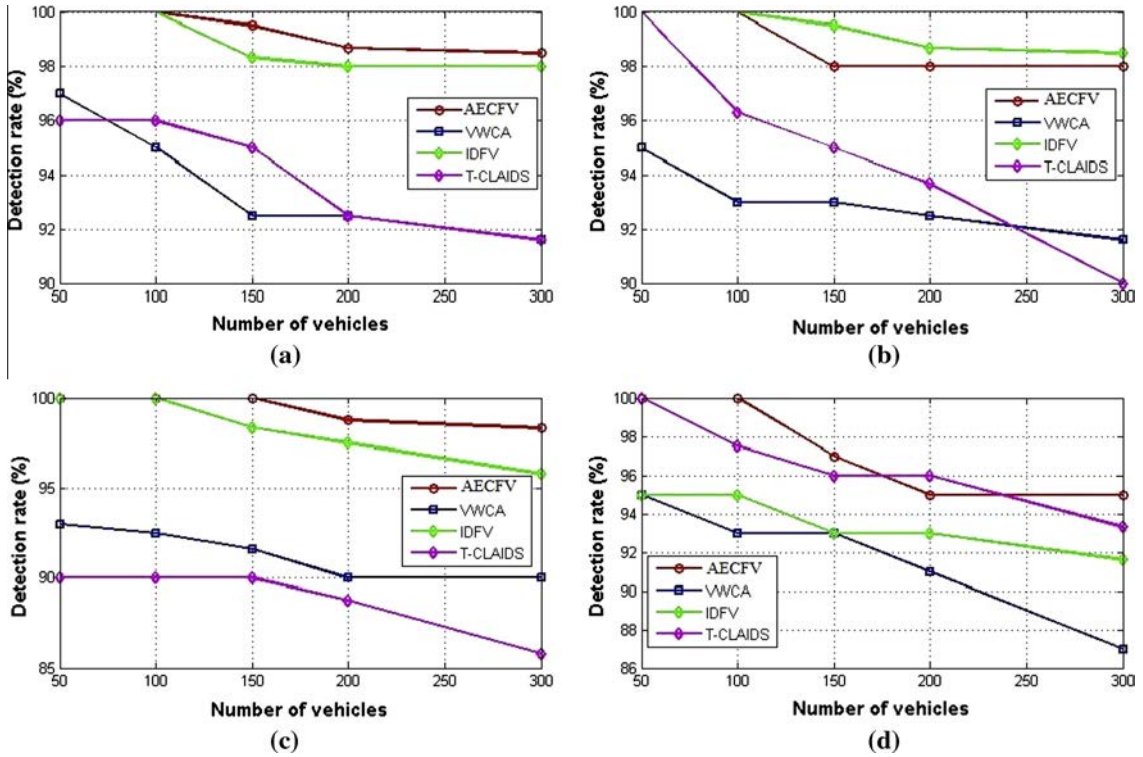 100
98
96
94
92
90
Detection rate (%)
AECFV
VWCA
IDFV
T-CLAIDS
50
100
150
200
250
300
Number of vehicles
(a)
100
98
96
94
92
90
Detection rate (%)
AECFV
VWCA
IDFV
T-CLAIDS
50
100
150
200
250
300
Number of vehicles
(b)
100
95
90
85
Detection rate (%)
AECFV
VWCA
IDFV
T-CLAIDS
50
100
150
200
250
300
Number of vehicles
(c)
100
98
96
94
92
90
88
86
Detection rate (%)
AECFV
VWCA
IDFV
T-CLAIDS
50
100
150
200
250
300
Number of vehicles
(d)